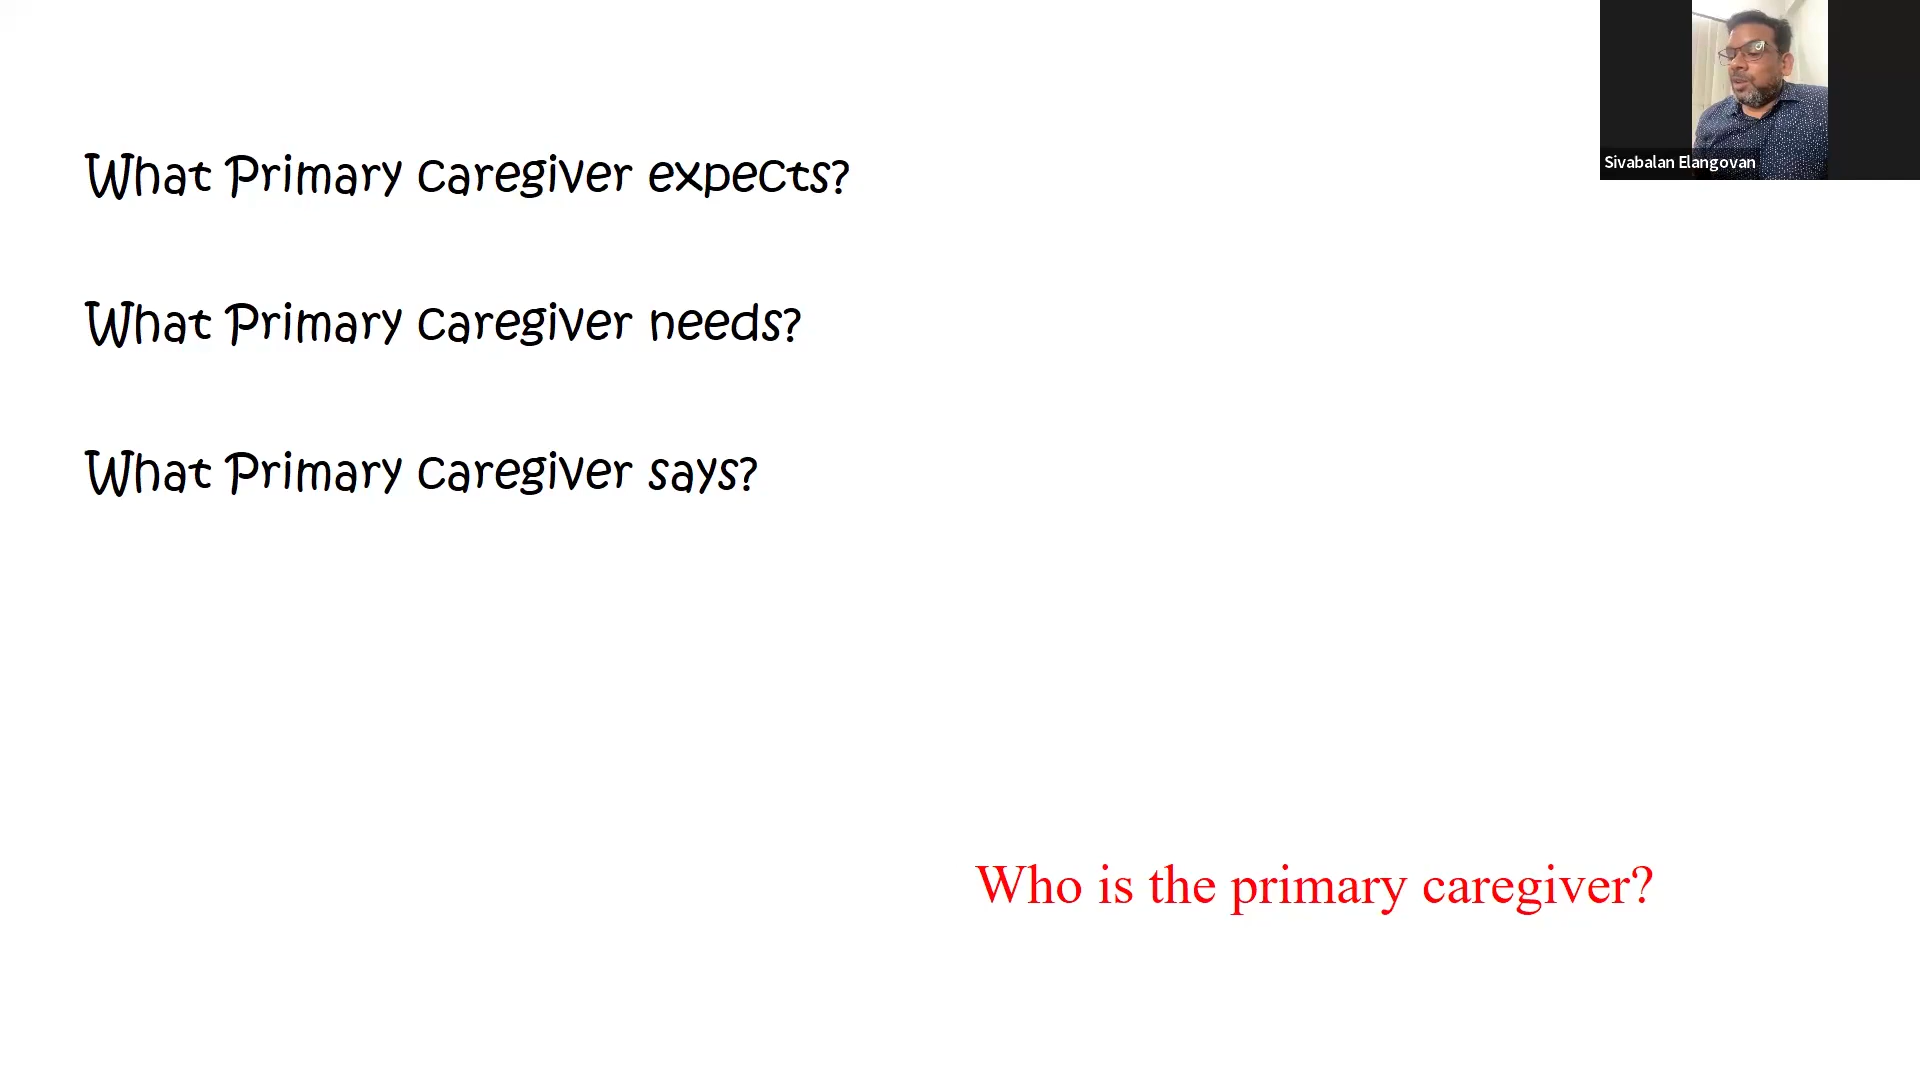 What Primary caregiver expects?
What Primary caregiver needs?
What Primary caregiver says?
Who is the primary caregiver?
Sivabalan Elangovan